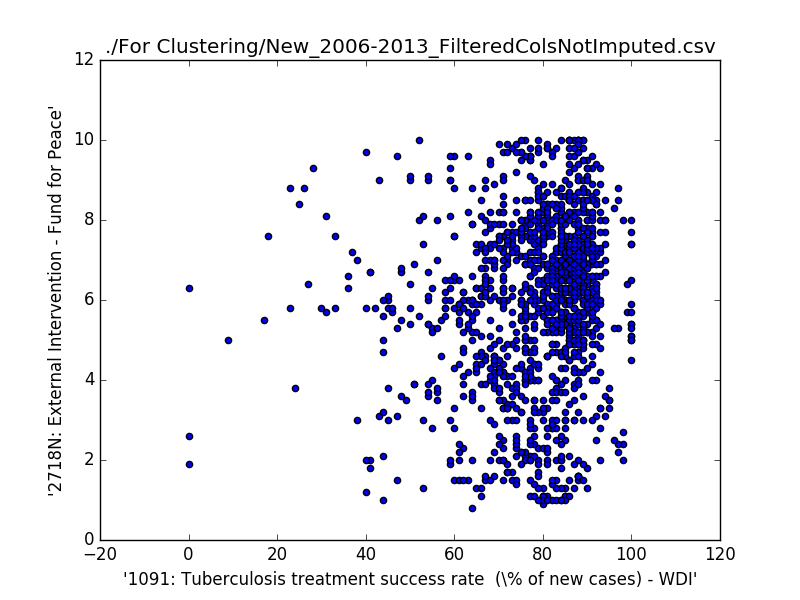 ./For Clustering/New_2006-2013_FilteredColsNotImputed.csv
12
10
8
6
4
2
0
'2718N: External Intervention - Fund for Peace'
−20 0 20 40 60 80 100 120
'1091: Tuberculosis treatment success rate  (\% of new cases) - WDI'